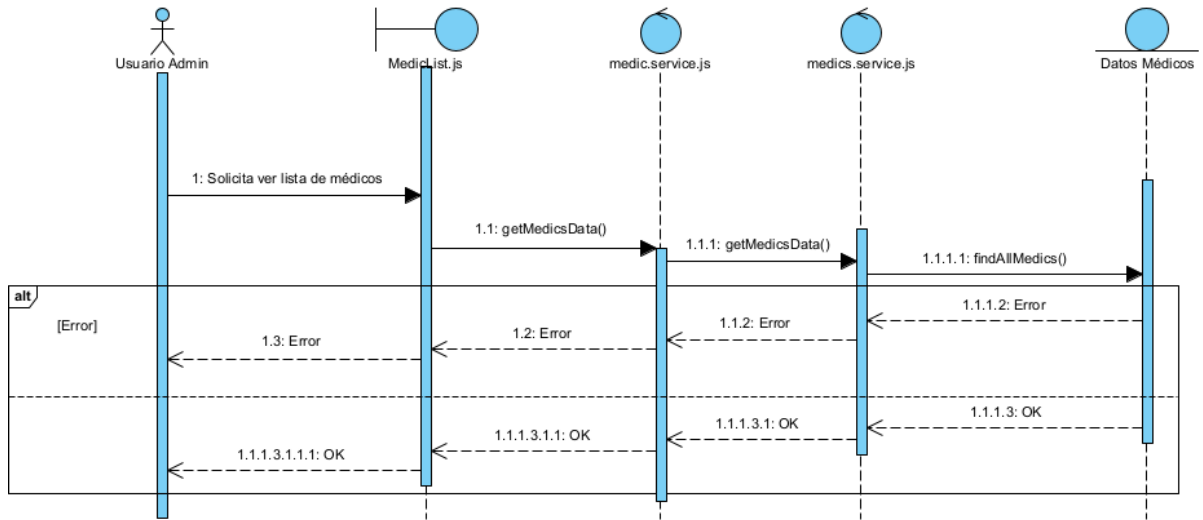 Usuario Admin
MedicList.js
medic.service.js
medics.service.js
Datos Médicos
1: Solicita ver lista de médicos
1.1: getMedicsData()
1.1.1: getMedicsData()
1.1.1.1: findAllMedics()
alt
[Error]
1.1.1.2: Error
1.1.2: Error
1.2: Error
1.3: Error
1.1.1.3: OK
1.1.1.3.1: OK
1.1.1.3.1.1: OK
1.1.1.3.1.1.1: OK